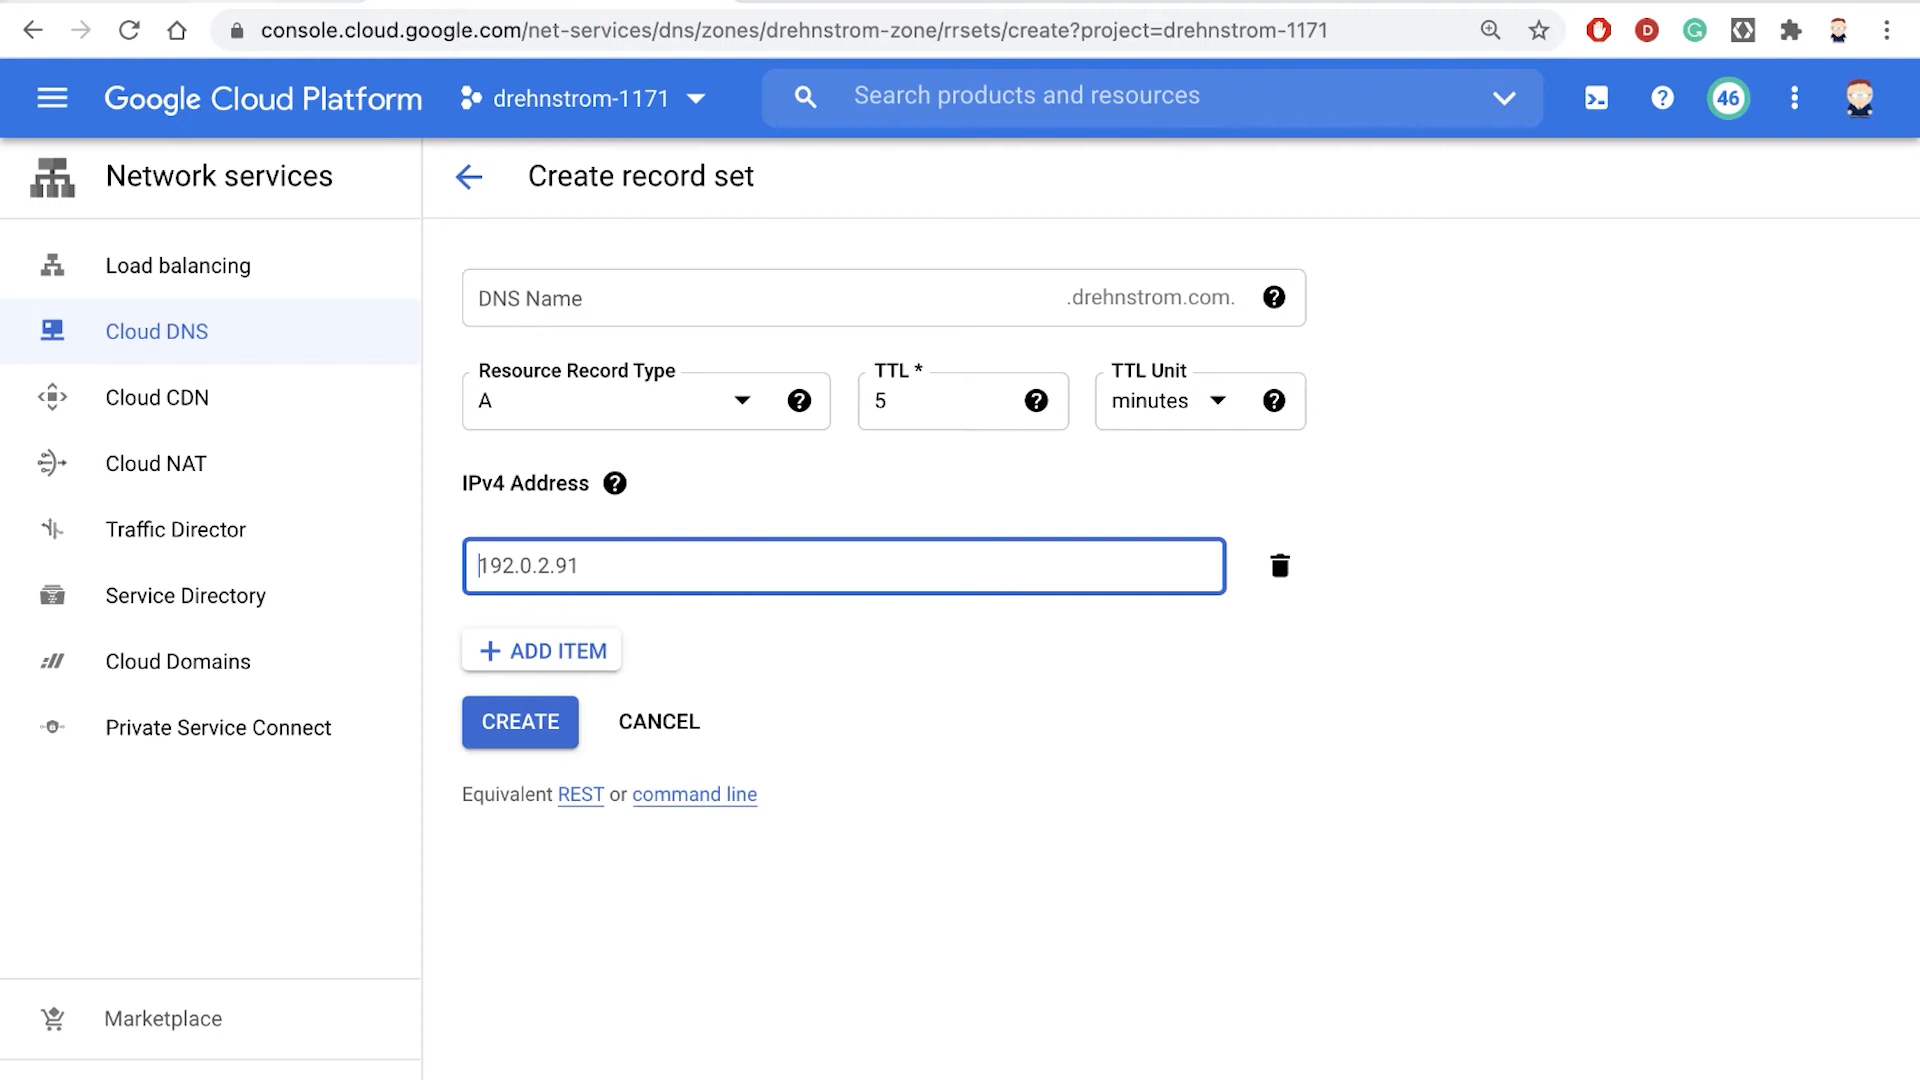 console.cloud.google.com/net-services/dns/zones/drehnstrom-zone/rrsets/create?project=drehnstrom-1171
D
G
Google Cloud Platform
drehnstrom-1171
Search products and resources
?
46
Network services
Create record set
Load balancing
Cloud DNS
Cloud CDN
Cloud NAT
Traffic Director
Service Directory
Cloud Domains
Private Service Connect
Marketplace
DNS Name
.drehnstrom.com.
?
Resource Record Type
A
?
TTL *
5
?
TTL Unit
minutes
?
IPv4 Address
?
192.0.2.91
+ ADD ITEM
CREATE
CANCEL
Equivalent REST or command line